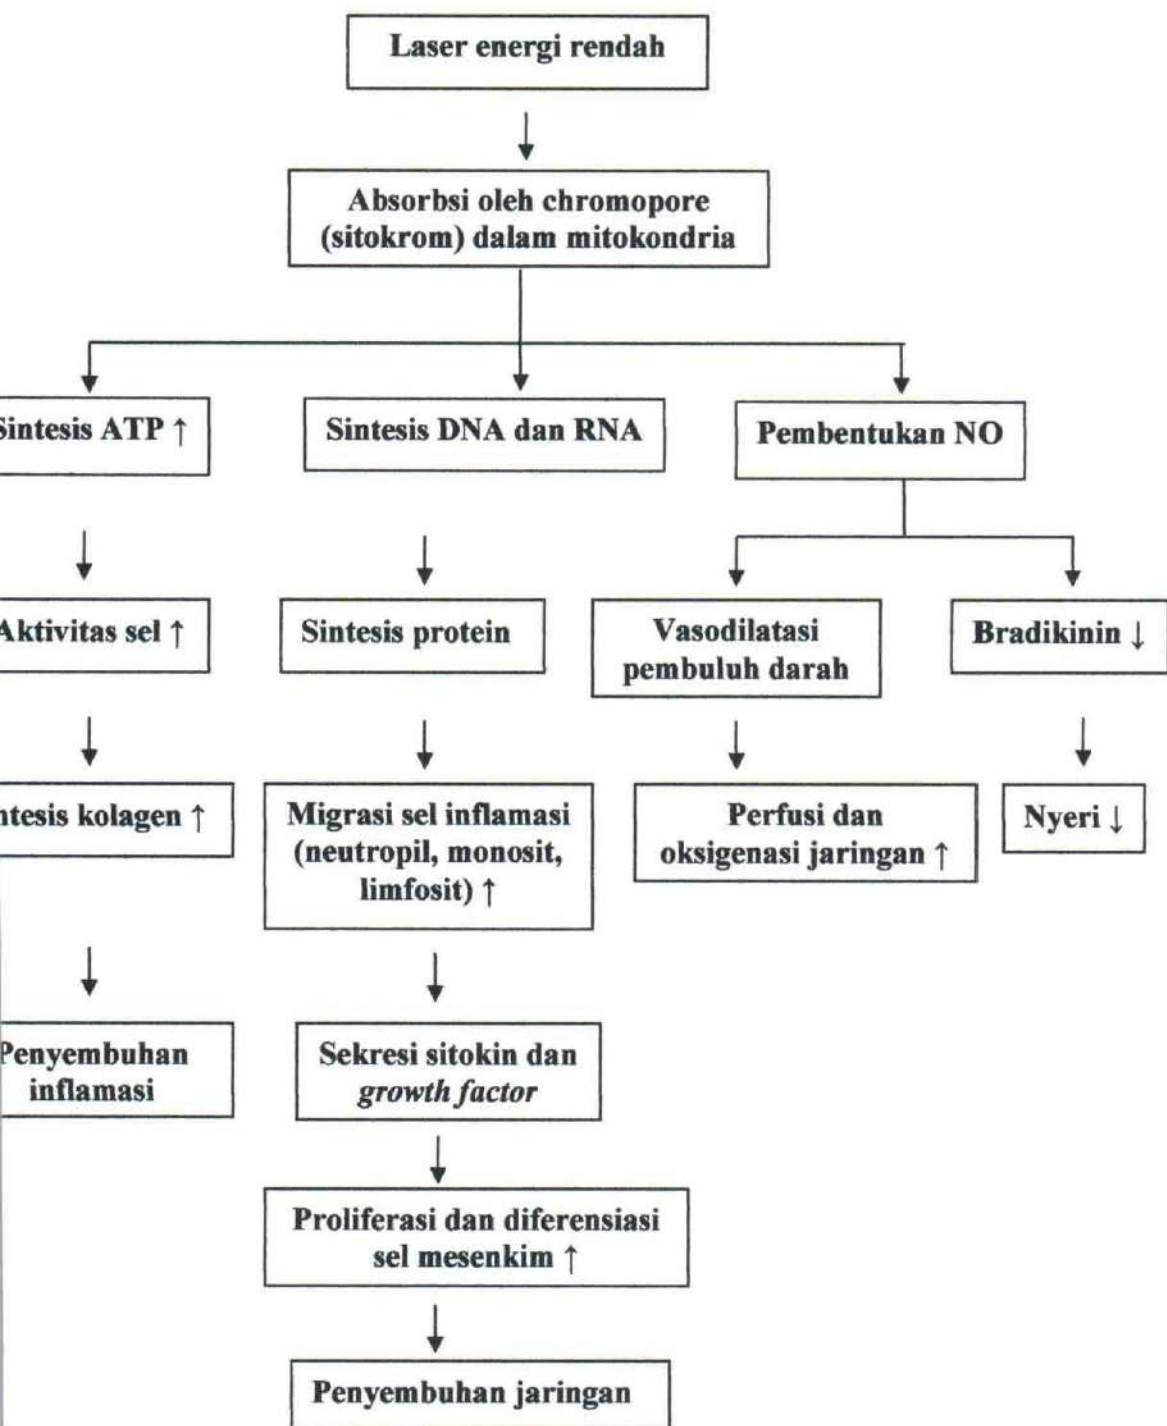 Laser energi rendah
Absorbsi oleh chromopore
(sitokrom) dalam mitokondria
Sintesis ATP ↑
Sintesis DNA dan RNA
Pembentukan NO
Aktivitas sel ↑
Sintesis protein
Vasodilatasi
pembuluh darah
Bradikinin ↓
ntesis kolagen ↑
Migrasi sel inflamasi
(neutropil, monosit,
limfosit) ↑
Perfusi dan
oksigenasi jaringan ↑
Nyeri ↓
Penyembuhan
inflamasi
Sekresi sitokin dan
growth factor
Proliferasi dan diferensiasi
sel mesenkim ↑
Penyembuhan jaringan